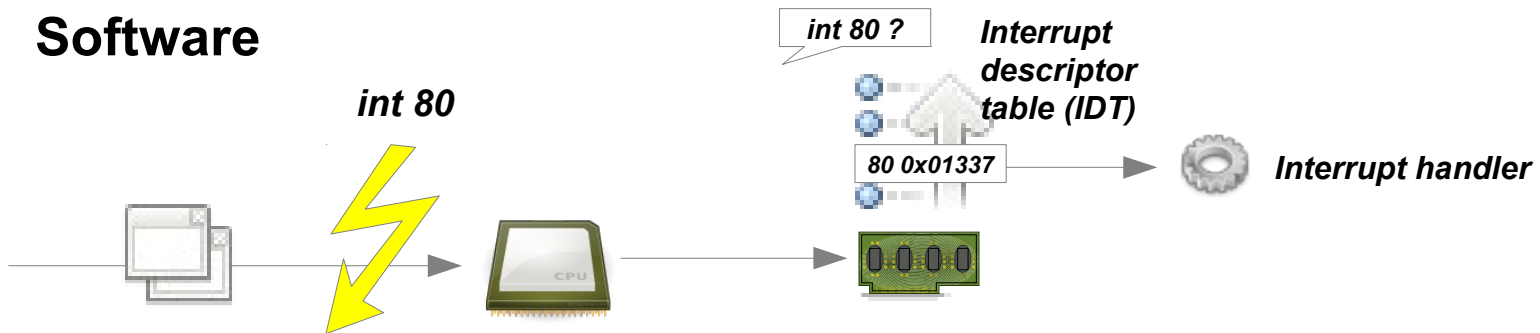 Software
int 80
int 80 ?
Interrupt
descriptor
table (IDT)
80 0x01337
Interrupt handler
CPU